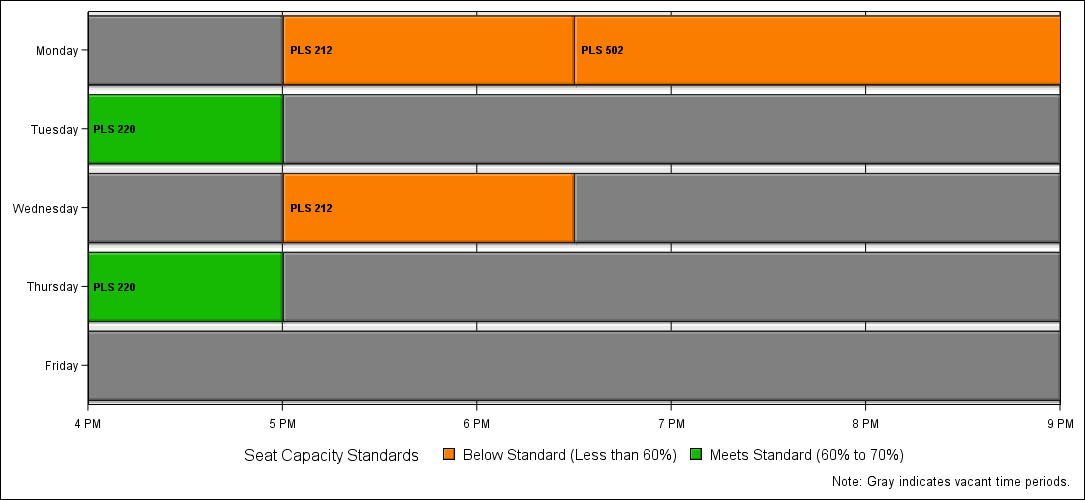 Monday
PLS 212
PLS 502
Tuesday
PLS 220
Wednesday
PLS 212
Thursday
PLS 220
Friday
4 PM 5 PM 6 PM 7 PM 8 PM 9 PM
Seat Capacity Standards Below Standard (Less than 60%) Meets Standard (60% to 70%)
Note: Gray indicates vacant time periods.